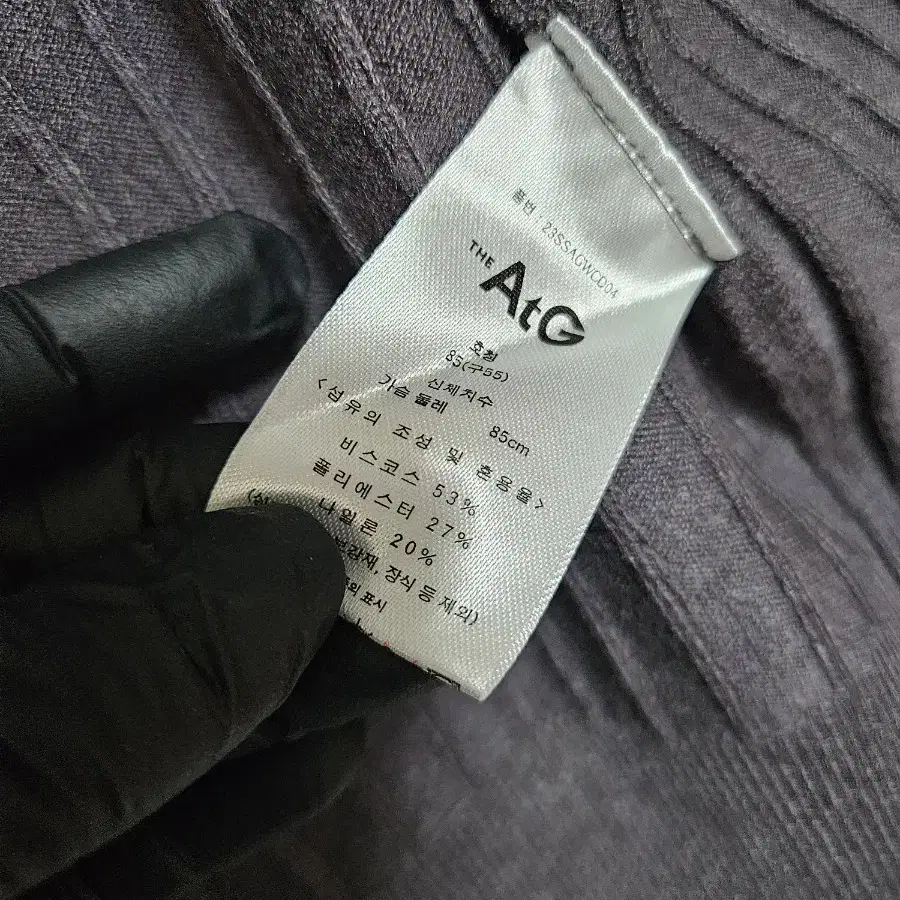 품번 : 23SSAGWCD04
THE
AtG
호칭
85(구55)
신체치수
가슴둘레 85cm
<섬유의 조성 및 혼용율>
비스코스 53%
폴리에스터 27%
나일론 20%
장식 등 제외)
표시